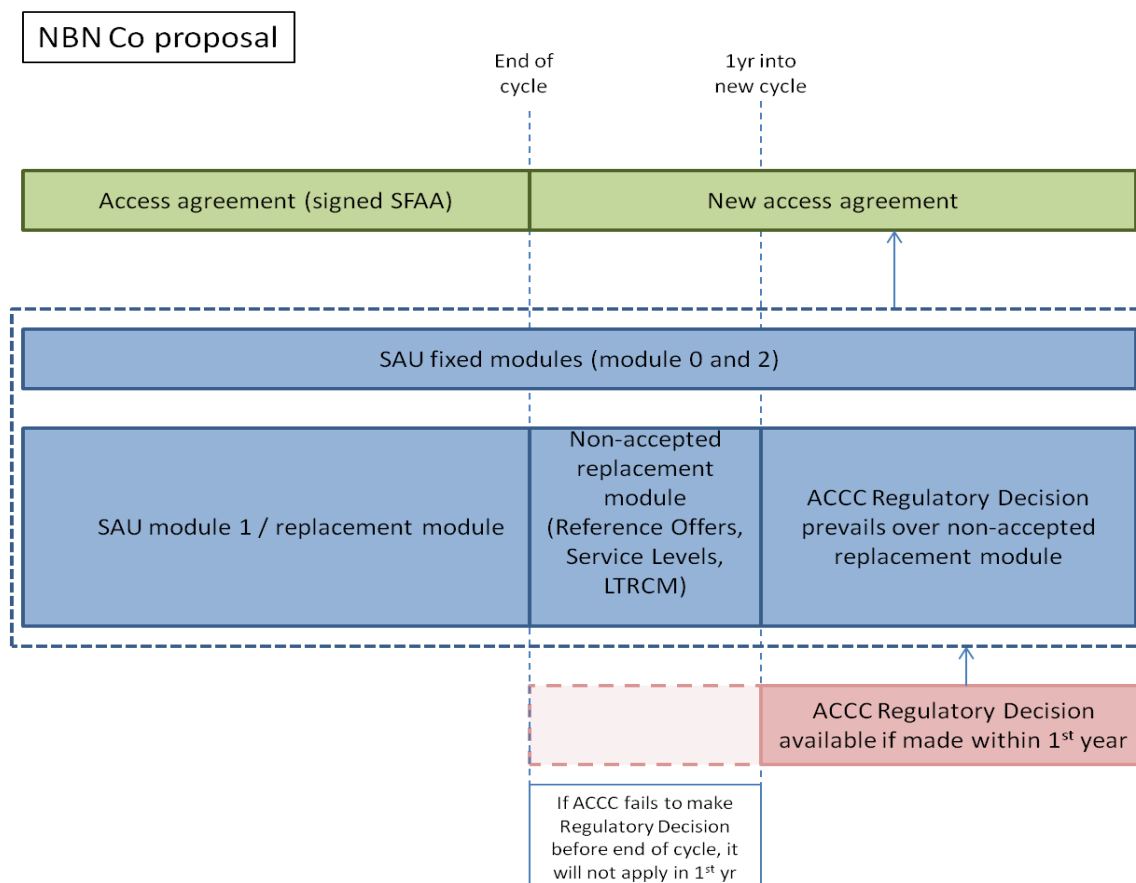 NBN Co proposal
End of
cycle
1yr into
new cycle
Access agreement (signed SFAA)
New access agreement
SAU fixed modules (module 0 and 2)
SAU module 1 / replacement module
Non-accepted
replacement
module
(Reference Offers,
Service Levels,
LTRCM)
ACCC Regulatory Decision
prevails over non-accepted
replacement module
ACCC Regulatory Decision
available if made within 1st year
If ACCC fails to make
Regulatory Decision
before end of cycle, it
will not apply in 1st yr